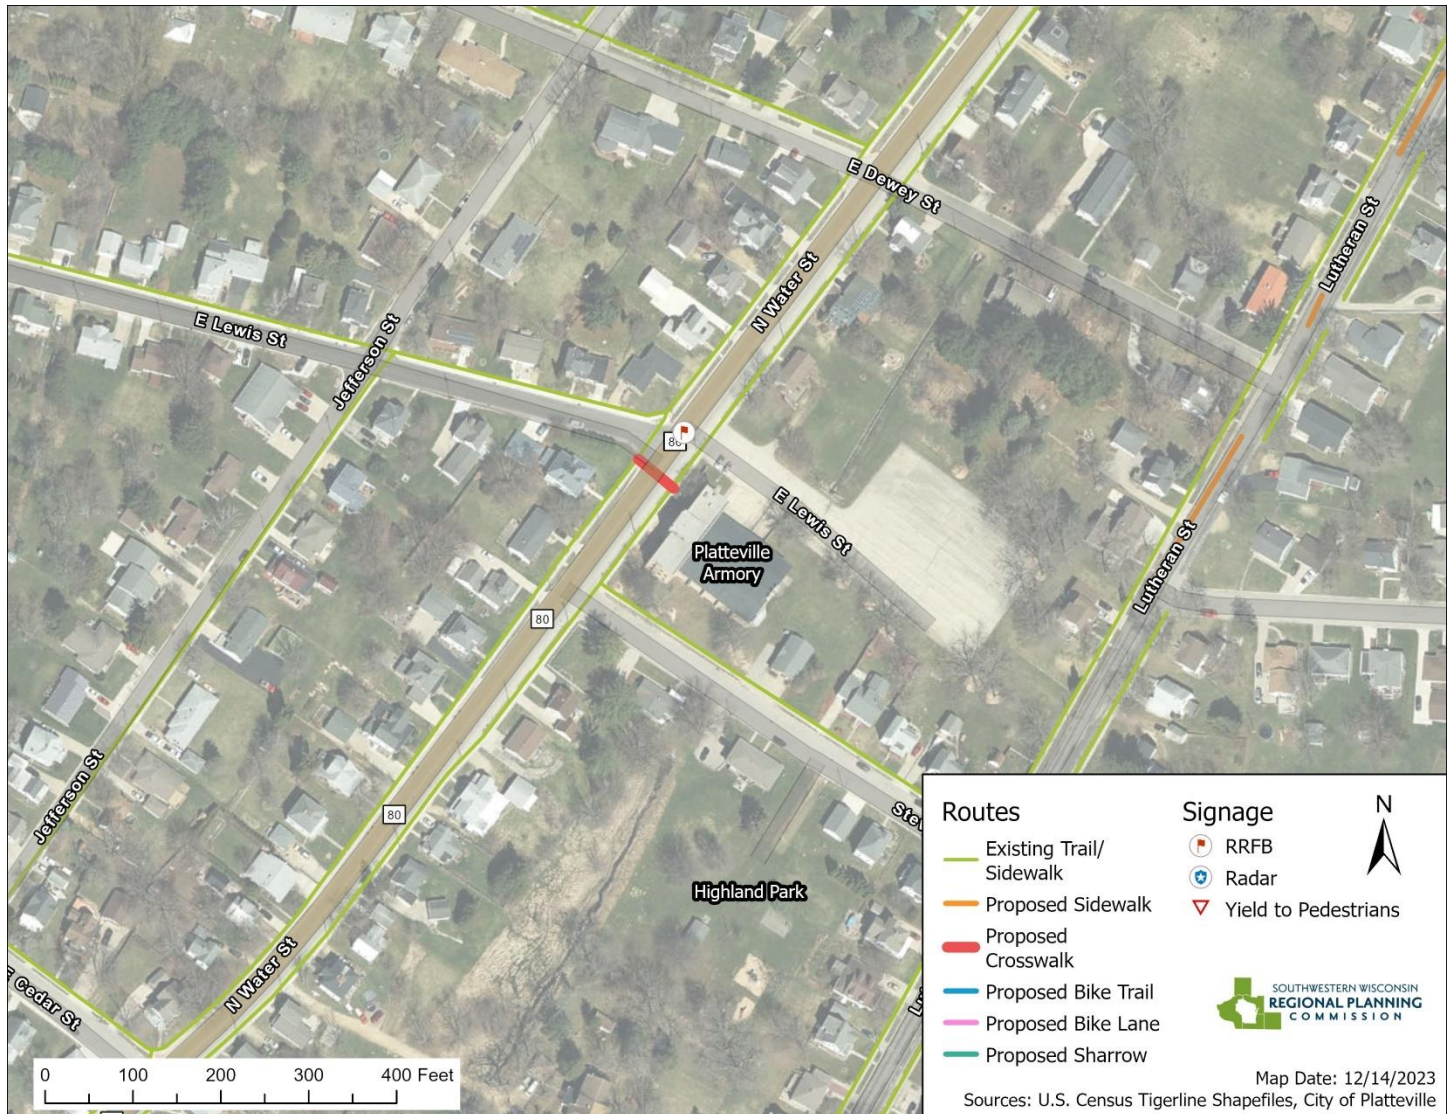 E Dewey St
Lutheran St
N Water St
E Lewis St
Jefferson St
80
E Lewis St
Platteville
Armory
Lutheran St
80
Jefferson St
80
Highland Park
N Water St
E Cedar St
0 100 200 300 400 Feet
Routes
Existing Trail/
Sidewalk
Proposed Sidewalk
Proposed
Crosswalk
Proposed Bike Trail
Proposed Bike Lane
Proposed Sharrow
Signage
RRFB
Radar
Yield to Pedestrians
N
SOUTHWESTERN WISCONSIN
REGIONAL PLANNING
COMMISSION
Map Date: 12/14/2023
Sources: U.S. Census Tigerline Shapefiles, City of Platteville